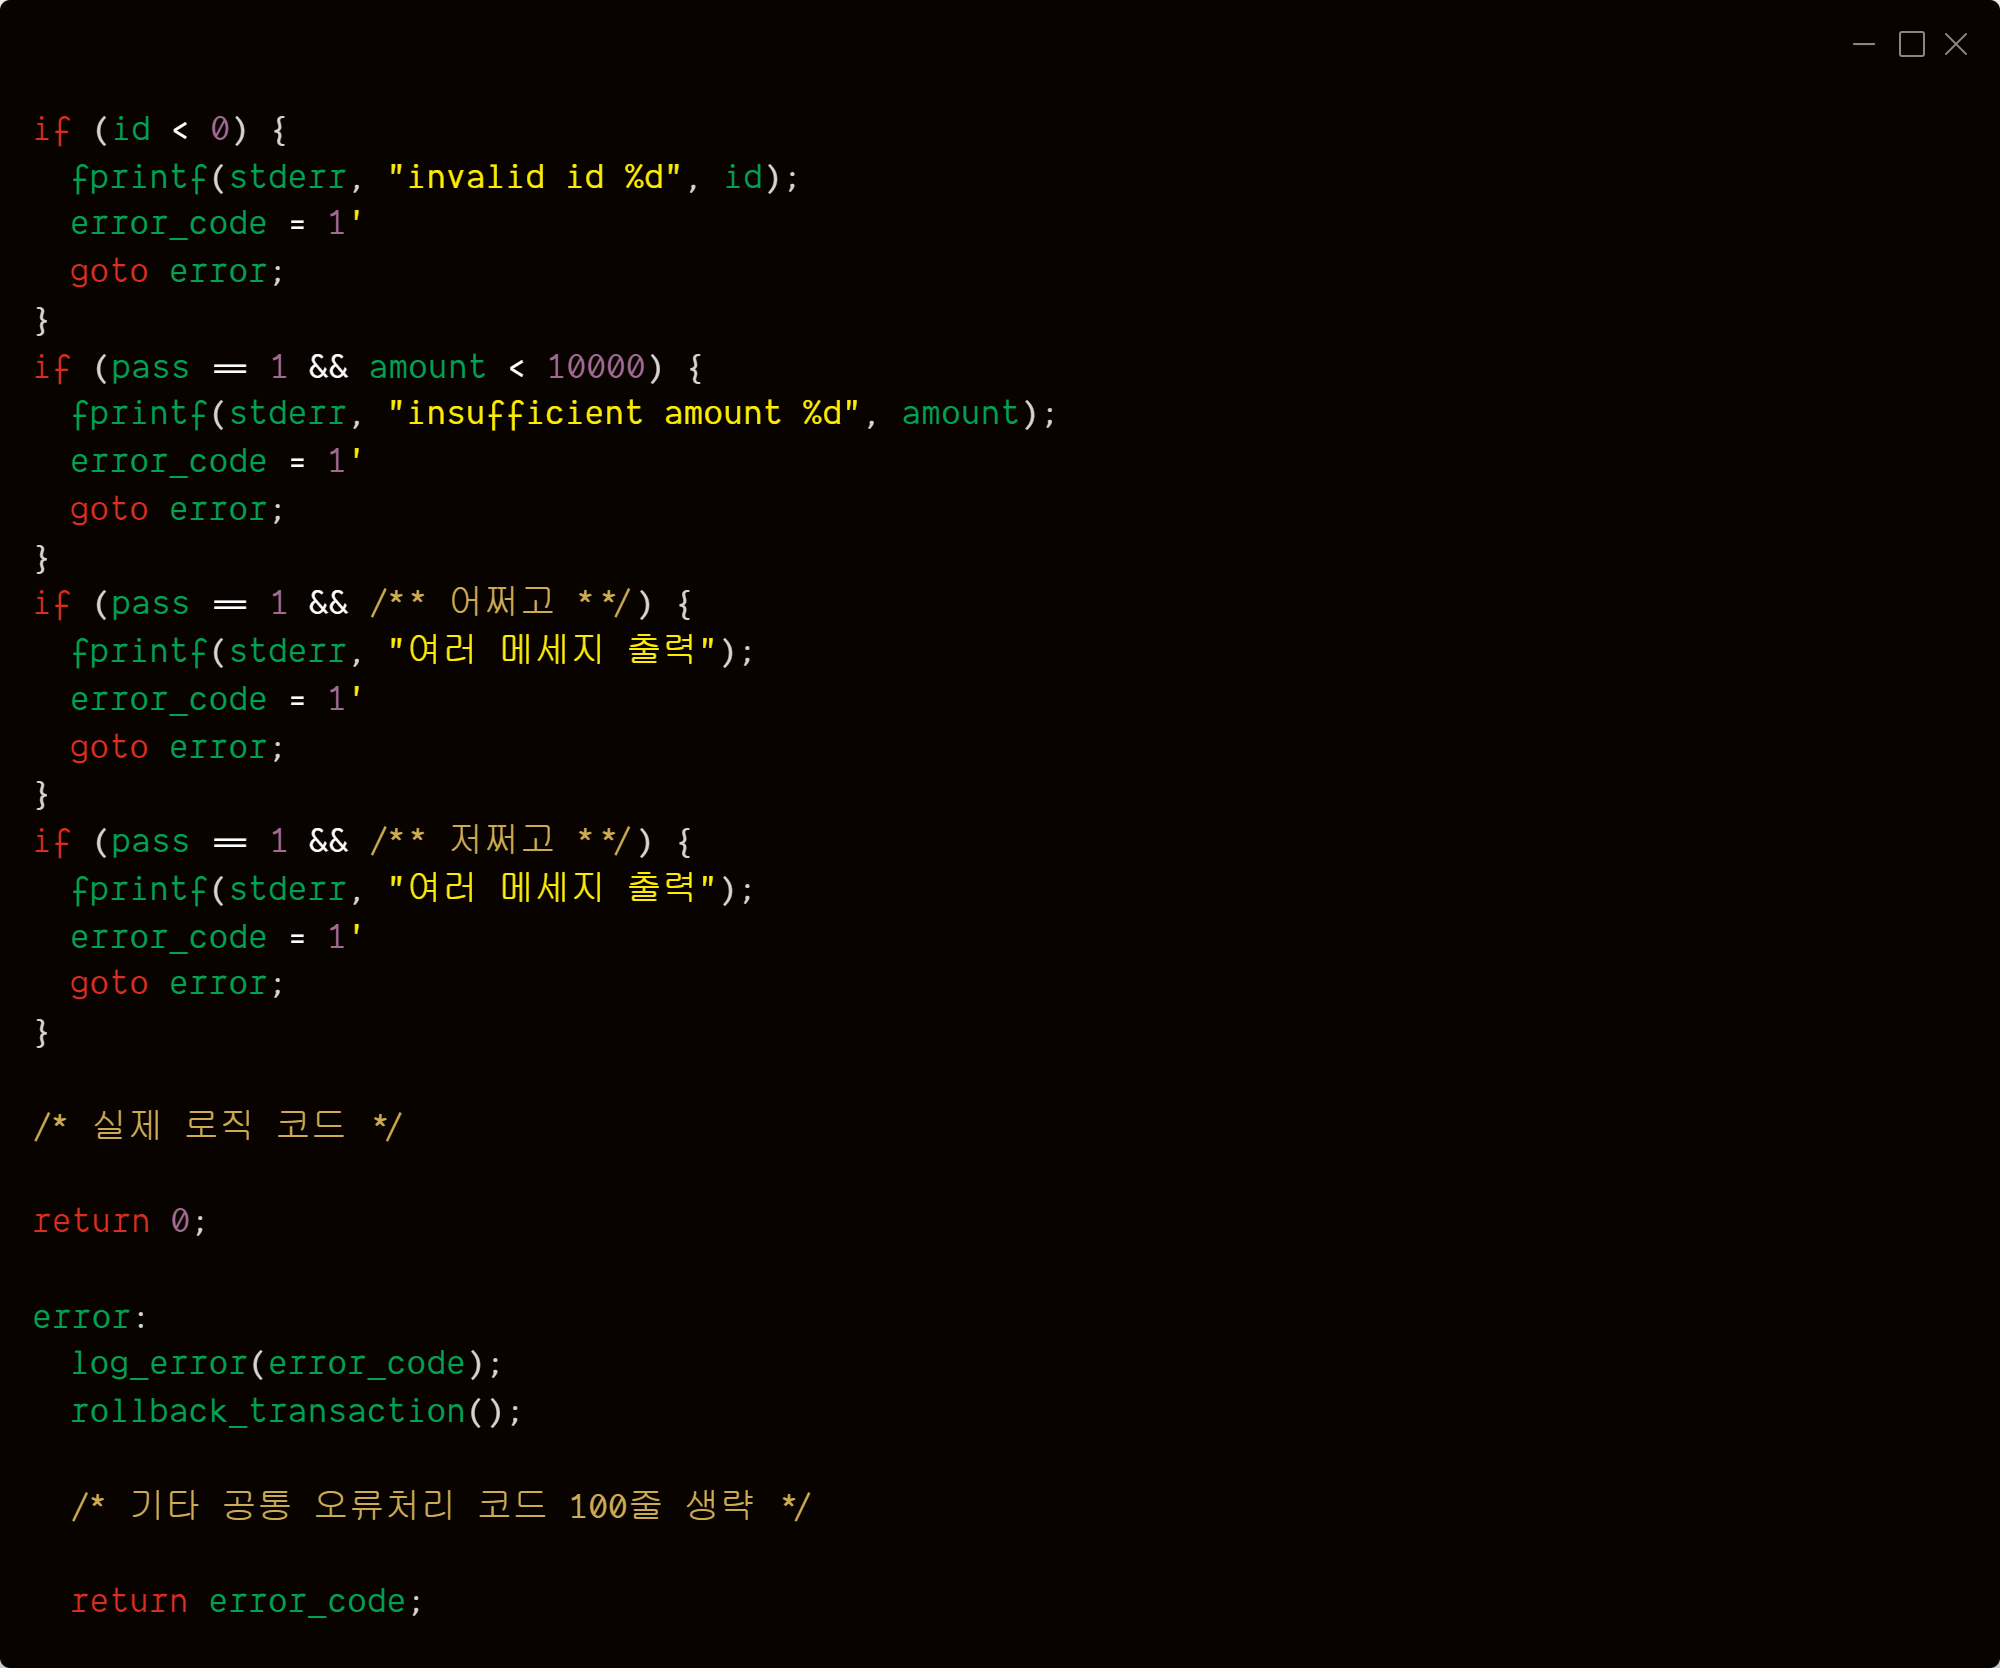 if (id < 0) {
  fprintf(stderr, "invalid id %d", id);
  error_code = 1'
  goto error;
}
if (pass == 1 && amount < 10000) {
  fprintf(stderr, "insufficient amount %d", amount);
  error_code = 1'
  goto error;
}
if (pass == 1 && /** 어쩌고 **/) {
  fprintf(stderr, "여러 메세지 출력");
  error_code = 1'
  goto error;
}
if (pass == 1 && /** 저쩌고 **/) {
  fprintf(stderr, "여러 메세지 출력");
  error_code = 1'
  goto error;
}

/* 실제 로직 코드 */

return 0;

error:
  log_error(error_code);
  rollback_transaction();

  /* 기타 공통 오류처리 코드 100줄 생략 */

  return error_code;